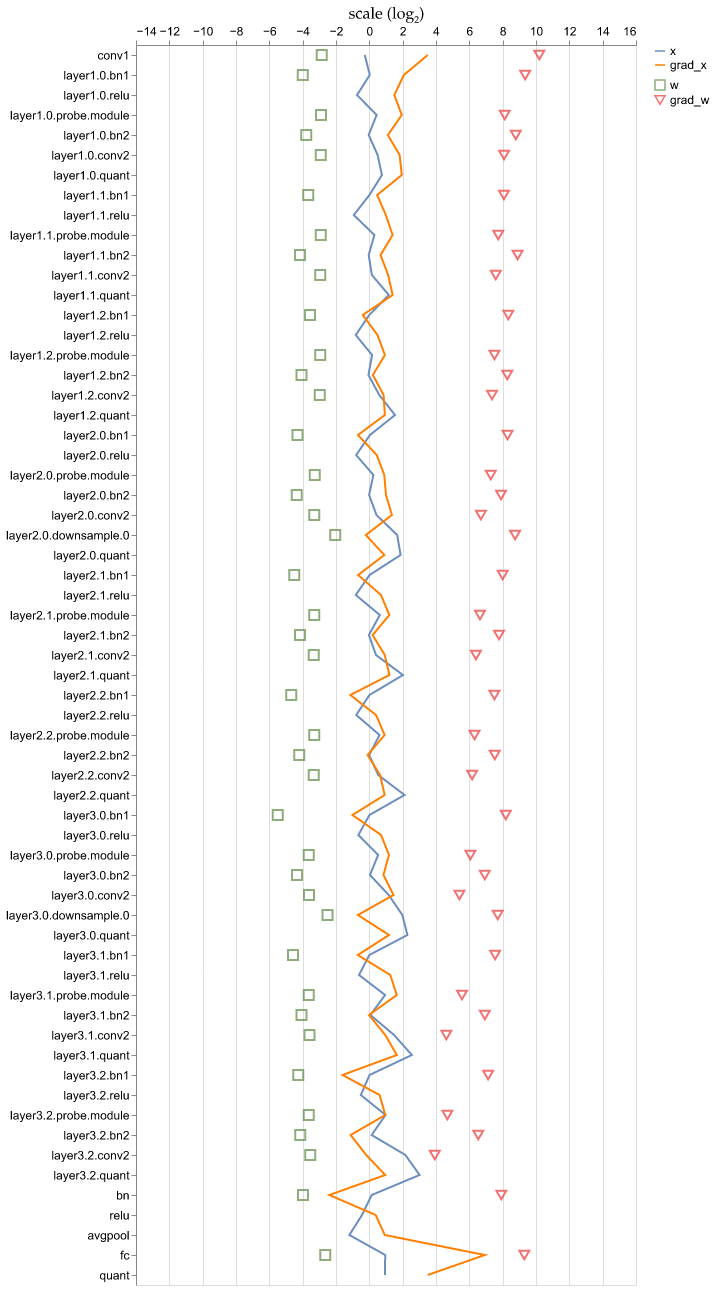 scale (log₂)
−14 −12 −10 −8 −6 −4 −2 0 2 4 6 8 10 12 14 16
x
grad_x
w
grad_w
conv1
layer1.0.bn1
layer1.0.relu
layer1.0.probe.module
layer1.0.bn2
layer1.0.conv2
layer1.0.quant
layer1.1.bn1
layer1.1.relu
layer1.1.probe.module
layer1.1.bn2
layer1.1.conv2
layer1.1.quant
layer1.2.bn1
layer1.2.relu
layer1.2.probe.module
layer1.2.bn2
layer1.2.conv2
layer1.2.quant
layer2.0.bn1
layer2.0.relu
layer2.0.probe.module
layer2.0.bn2
layer2.0.conv2
layer2.0.downsample.0
layer2.0.quant
layer2.1.bn1
layer2.1.relu
layer2.1.probe.module
layer2.1.bn2
layer2.1.conv2
layer2.1.quant
layer2.2.bn1
layer2.2.relu
layer2.2.probe.module
layer2.2.bn2
layer2.2.conv2
layer2.2.quant
layer3.0.bn1
layer3.0.relu
layer3.0.probe.module
layer3.0.bn2
layer3.0.conv2
layer3.0.downsample.0
layer3.0.quant
layer3.1.bn1
layer3.1.relu
layer3.1.probe.module
layer3.1.bn2
layer3.1.conv2
layer3.1.quant
layer3.2.bn1
layer3.2.relu
layer3.2.probe.module
layer3.2.bn2
layer3.2.conv2
layer3.2.quant
bn
relu
avgpool
fc
quant